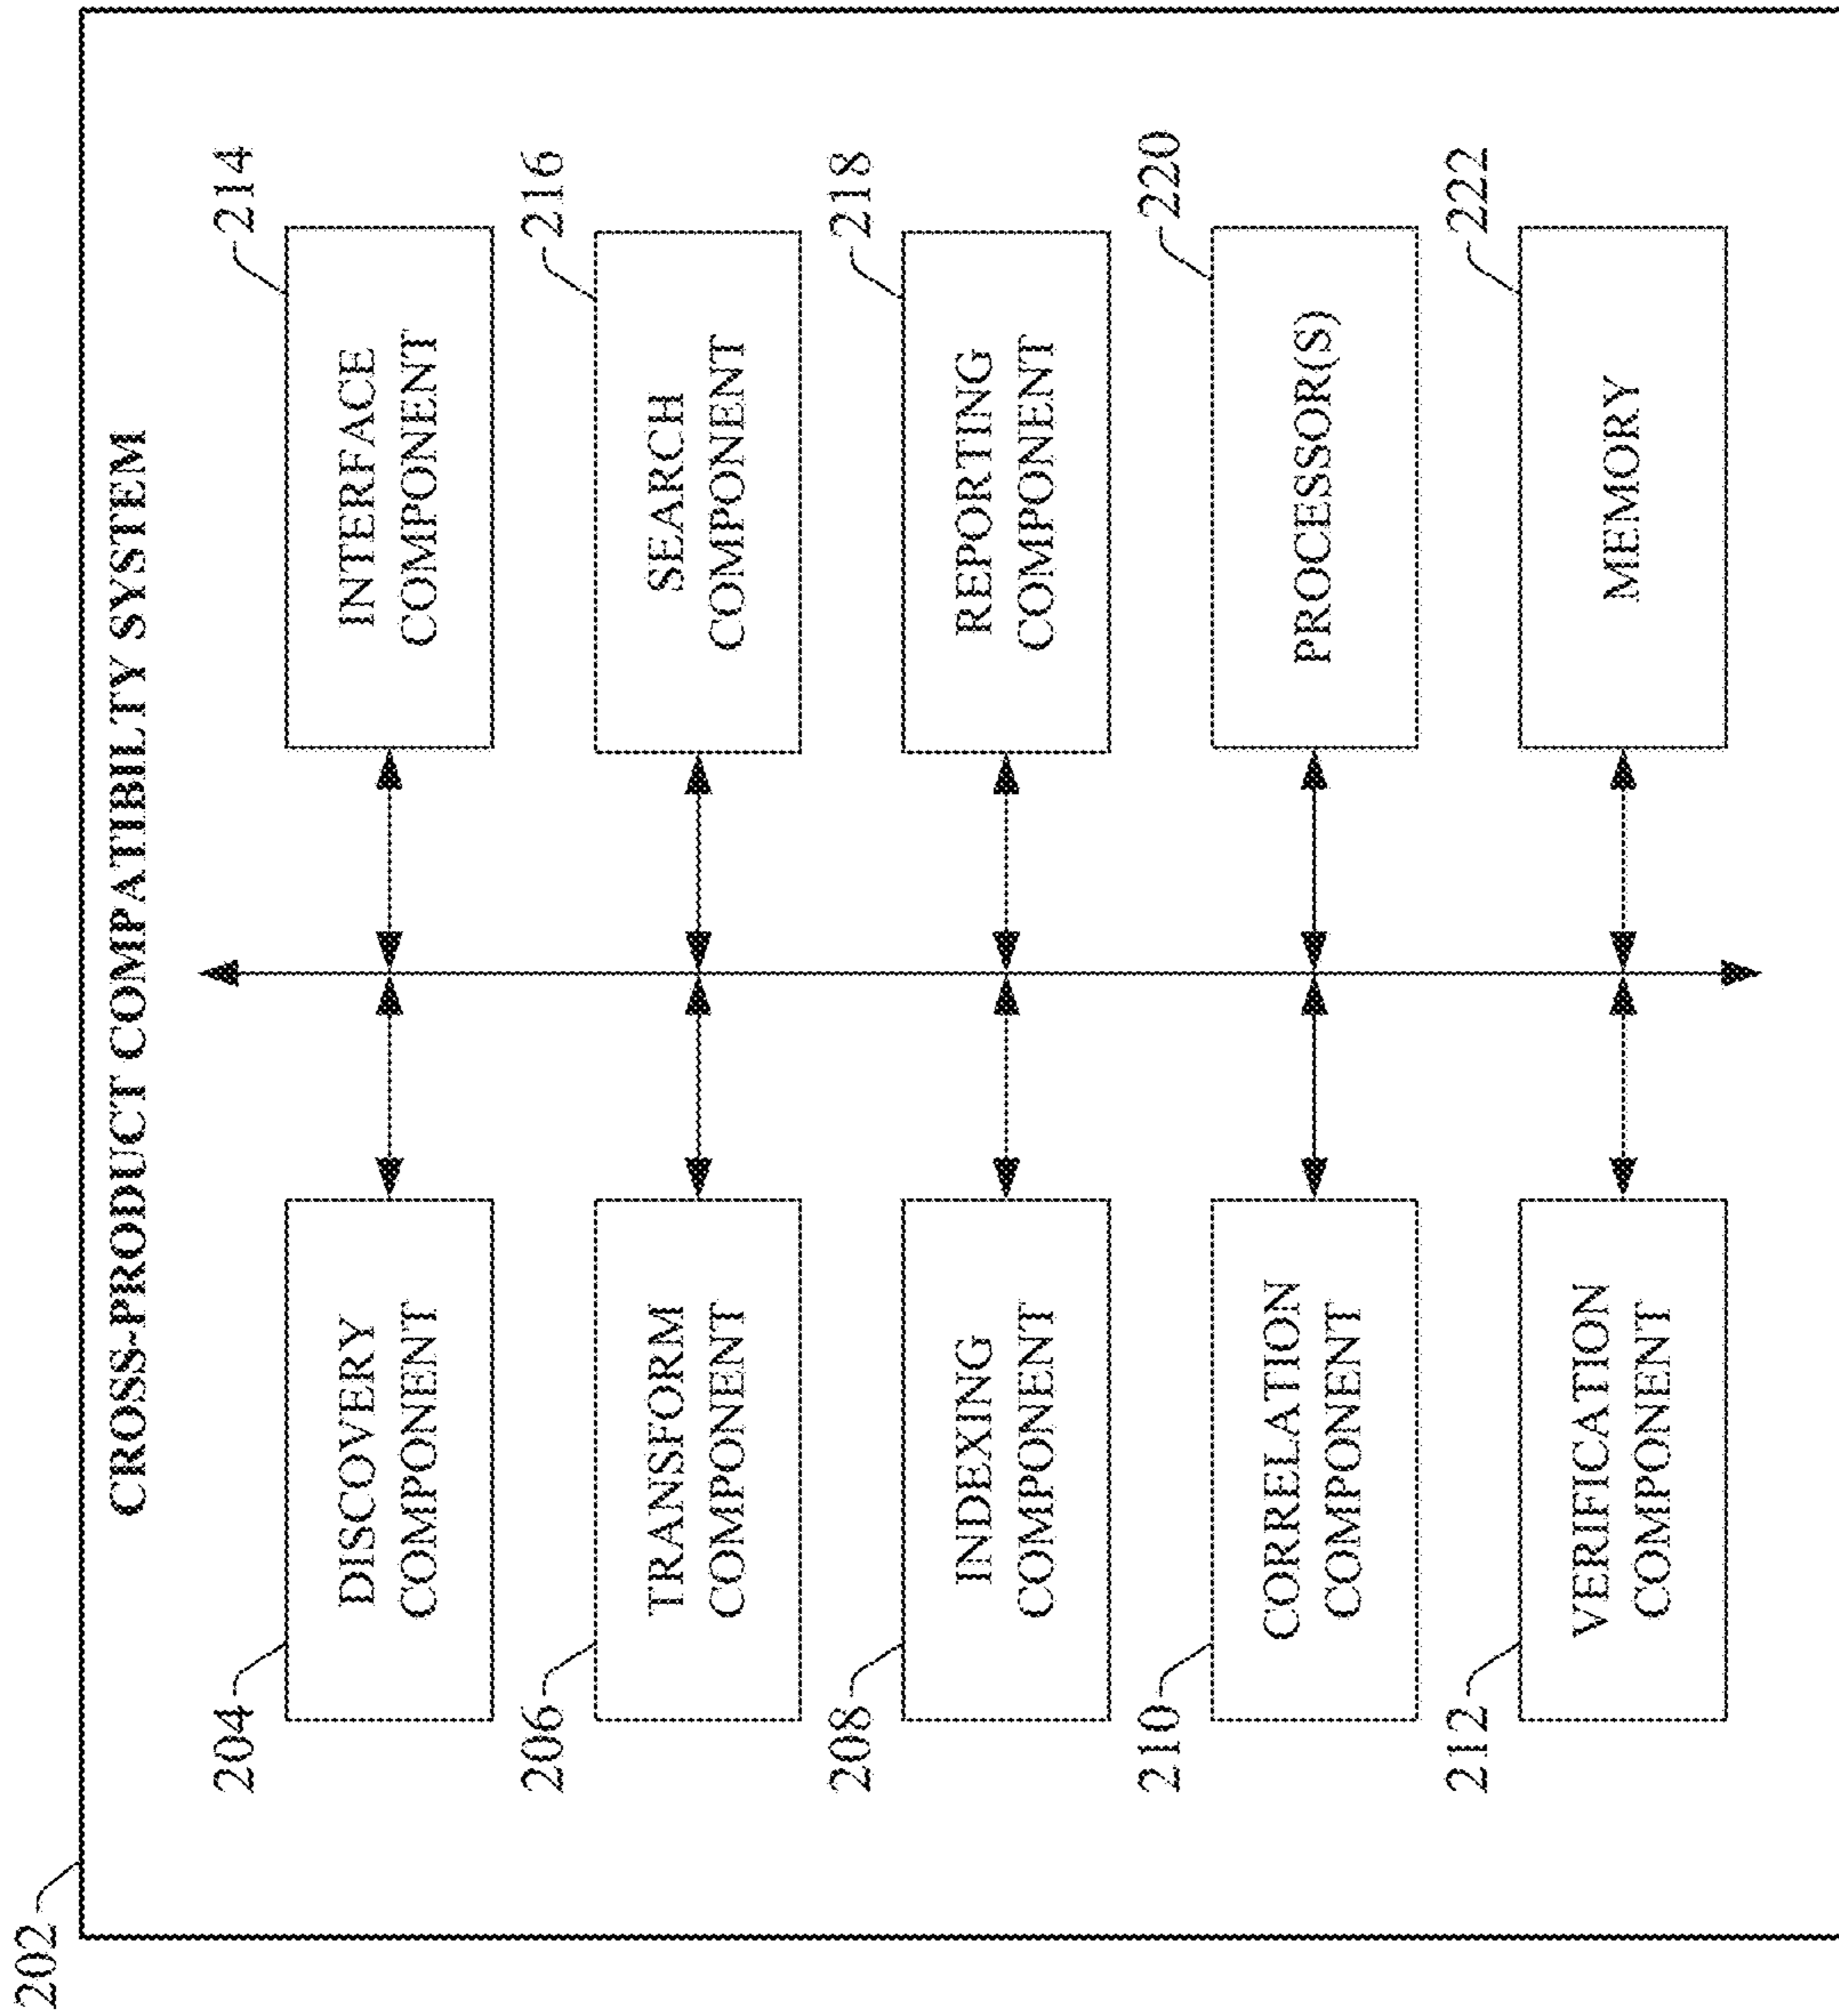 202
CROSS-PRODUCT COMPATIBILTY SYSTEM
204
DISCOVERY
COMPONENT
214
INTERFACE
COMPONENT
206
TRANSFORM
COMPONENT
216
SEARCH
COMPONENT
208
INDEXING
COMPONENT
218
REPORTING
COMPONENT
210
CORRELATION
COMPONENT
220
PROCESSOR(S)
212
VERIFICATION
COMPONENT
222
MEMORY